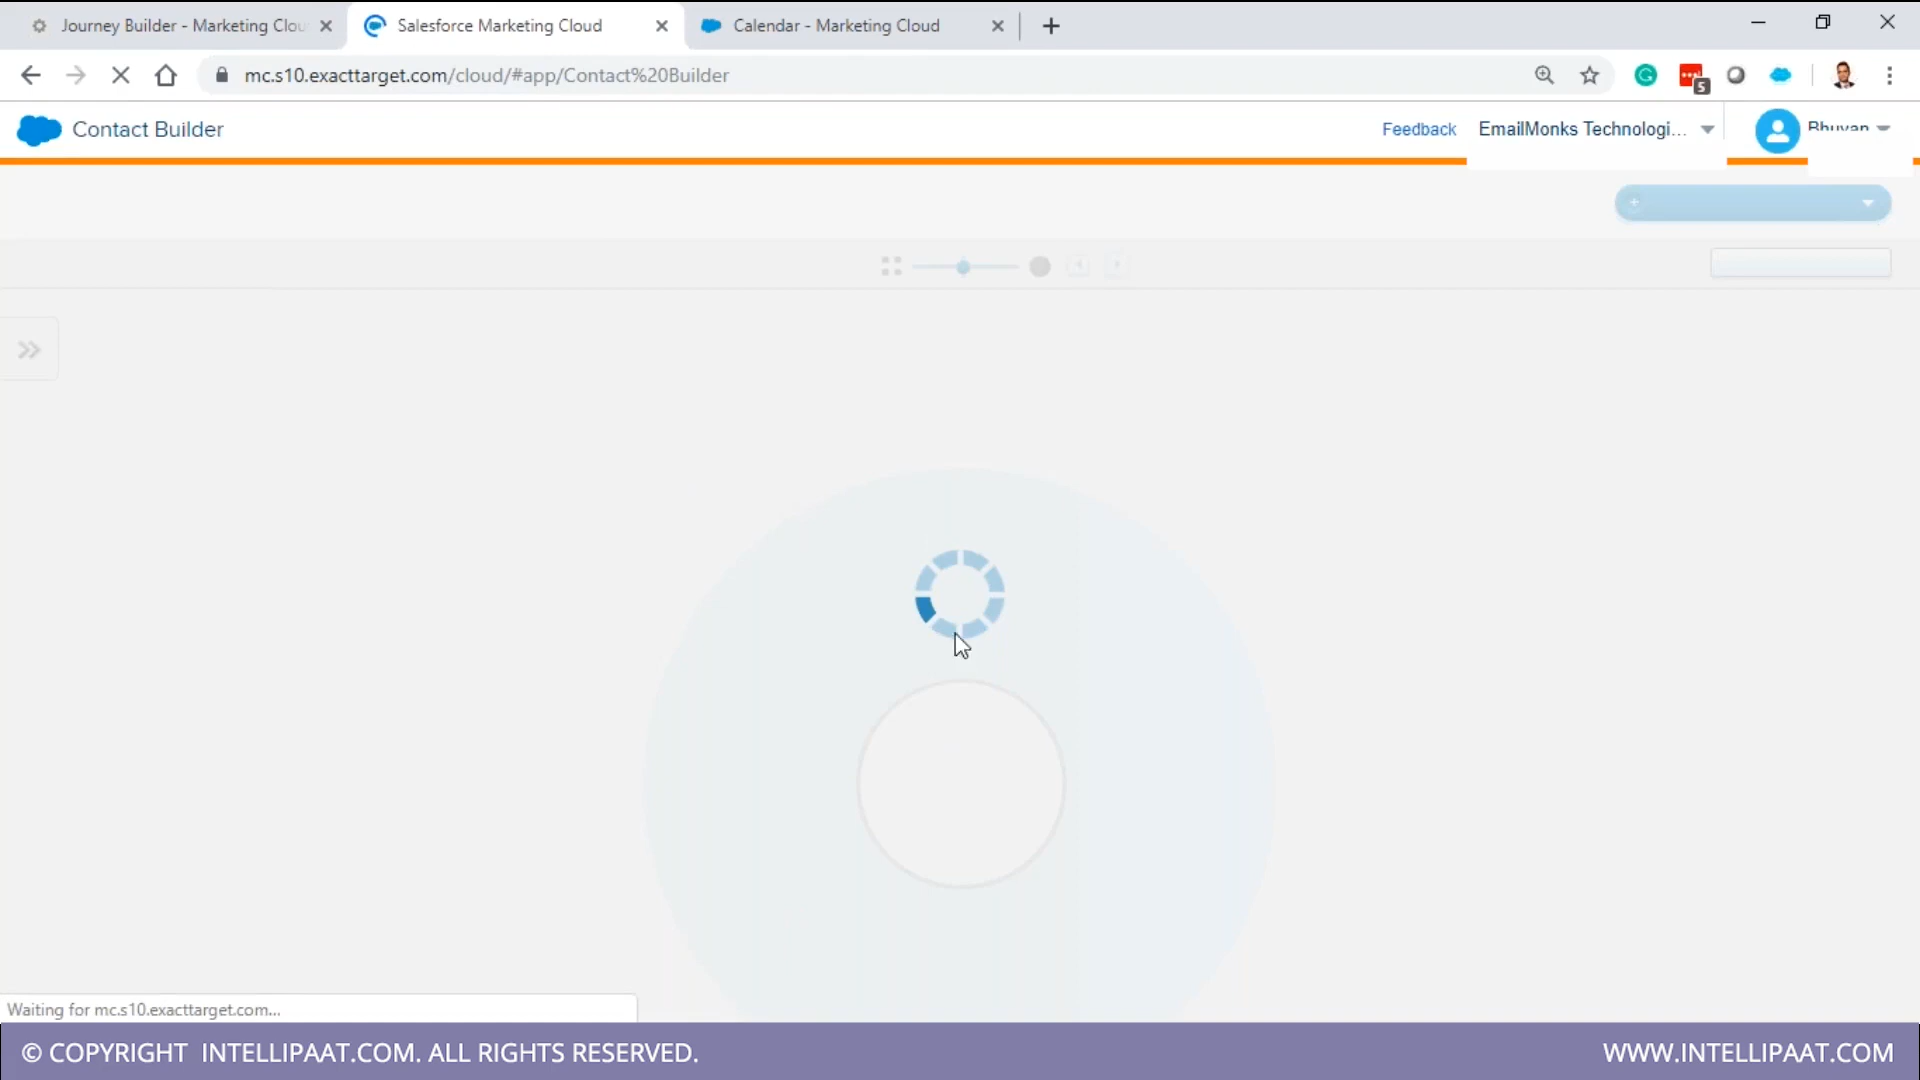 Journey Builder - Marketing Clou
Salesforce Marketing Cloud
Calendar - Marketing Cloud
mc.s10.exacttarget.com/cloud/#app/Contact%20Builder
5
Contact Builder
Feedback
EmailMonks Technologi...
Bhuvan
Waiting for mc.s10.exacttarget.com...
© COPYRIGHT INTELLIPAAT.COM. ALL RIGHTS RESERVED.
WWW.INTELLIPAAT.COM